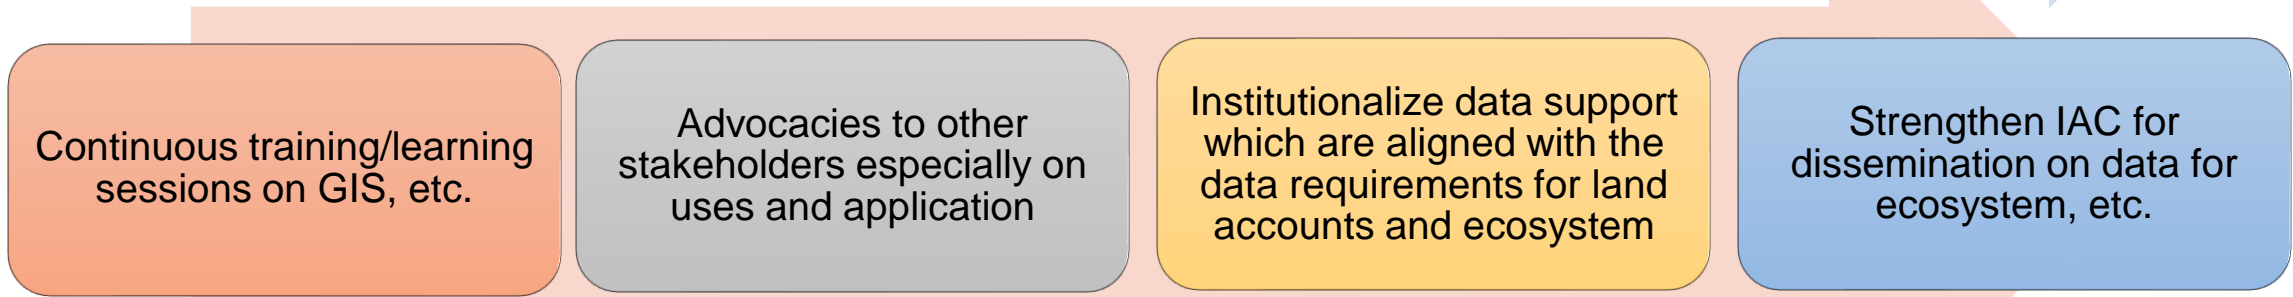 Continuous training/learning
sessions on GIS, etc.
Advocacies to other
stakeholders especially on
uses and application
Institutionalize data support
which are aligned with the
data requirements for land
accounts and ecosystem
Strengthen IAC for
dissemination on data for
ecosystem, etc.